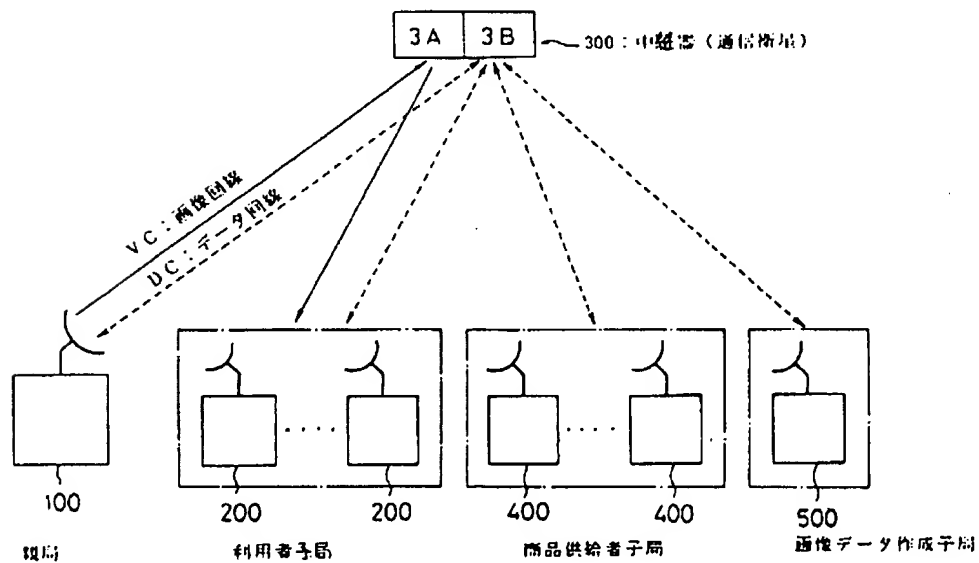 3A 3B
300:中継器(通信衛星)
VC:画像回線
DC:データ回線
100
200
200
400
400
500
親局
利用者子局
商品供給者子局
画像データ作成子局